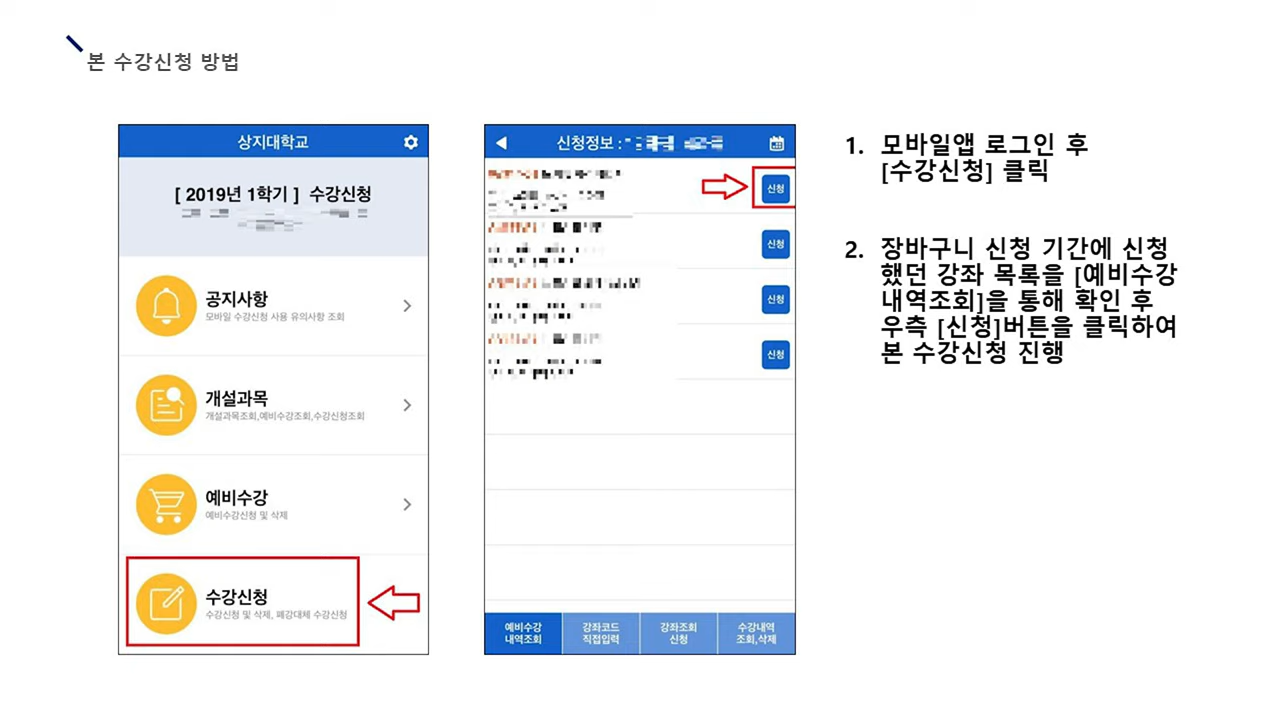 본 수강신청 방법
상지대학교
[ 2019년 1학기 ] 수강신청
공지사항
모바일 수강신청 사용 유의사항 조회
개설과목
개설과목조회,예비수강조회,수강신청조회
예비수강
예비수강신청 및 삭제
수강신청
수강신청 및 삭제, 폐강대체 수강신청
신청정보 :
신청
신청
신청
신청
예비수강
내역조회
강좌코드
직접입력
강좌조회
신청
수강내역
조회,삭제
1. 모바일앱 로그인 후
[수강신청] 클릭
2. 장바구니 신청 기간에 신청
했던 강좌 목록을 [예비수강
내역조회]을 통해 확인 후
우측 [신청]버튼을 클릭하여
본 수강신청 진행